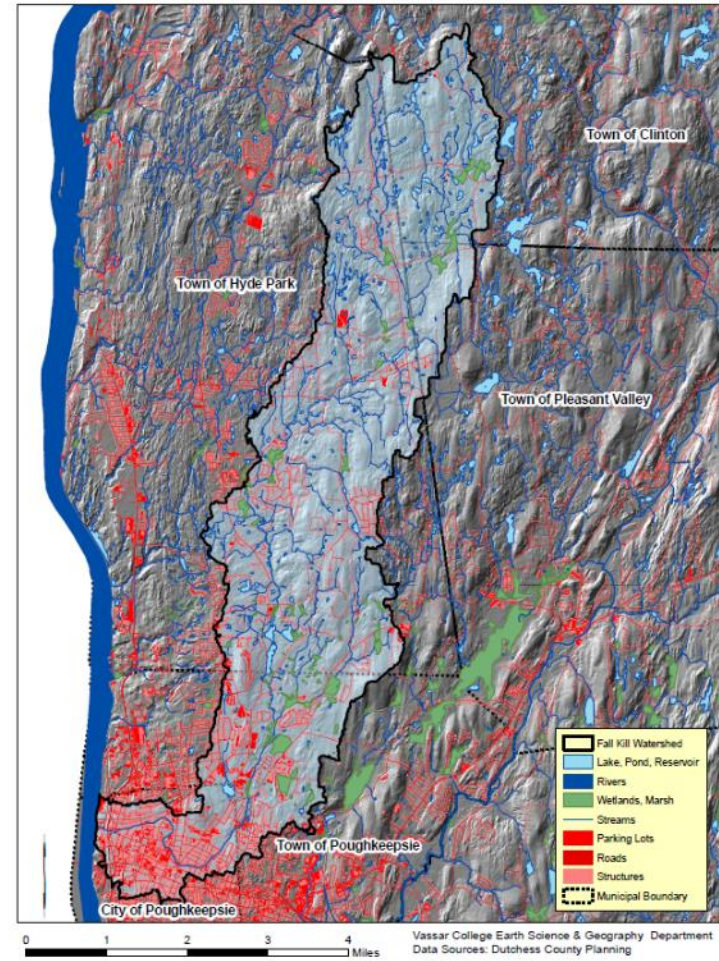 Town of Clinton
Town of Hyde Park
Town of Pleasant Valley
Fall Kill Watershed
Lake, Pond, Reservoir
Rivers
Wetlands, Marsh
Streams
Parking Lots
Roads
Structures
Municipal Boundary
Town of Poughkeepsie
City of Poughkeepsie
0 1 2 3 4
Miles
Vassar College Earth Science & Geography Department
Data Sources: Dutchess County Planning